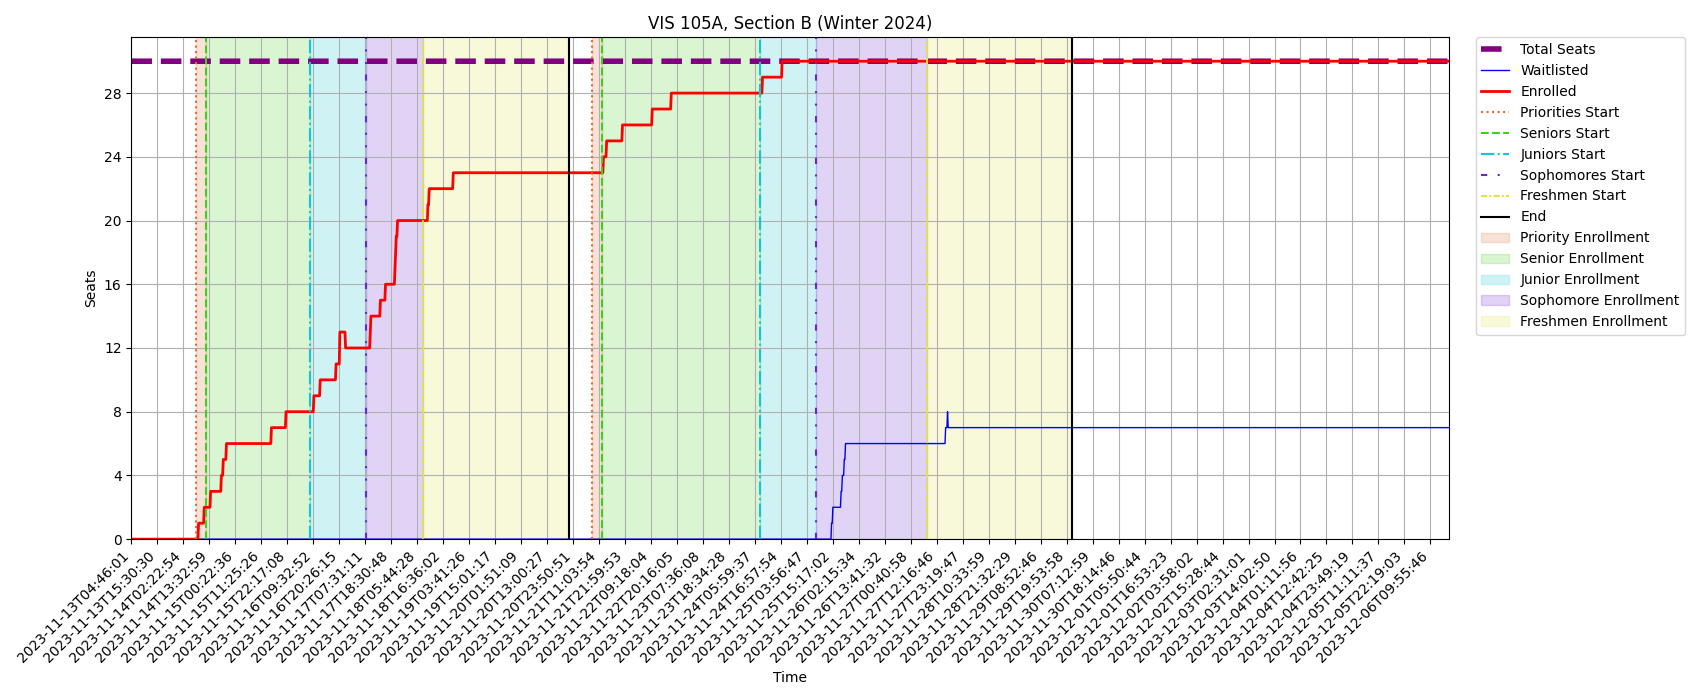 VIS 105A, Section B (Winter 2024)
Total Seats
Waitlisted
Enrolled
Priorities Start
Seniors Start
Juniors Start
Sophomores Start
Freshmen Start
End
Priority Enrollment
Senior Enrollment
Junior Enrollment
Sophomore Enrollment
Freshmen Enrollment
Seats
28
24
20
16
12
8
4
0
2023-11-13T04:46:01
2023-11-13T15:30:30
2023-11-14T02:22:54
2023-11-14T13:32:59
2023-11-15T00:22:36
2023-11-15T11:25:26
2023-11-15T22:17:08
2023-11-16T09:32:52
2023-11-16T20:26:15
2023-11-17T07:31:11
2023-11-17T18:30:48
2023-11-18T05:44:28
2023-11-18T16:36:02
2023-11-19T03:41:26
2023-11-19T15:01:17
2023-11-20T01:51:09
2023-11-20T13:00:27
2023-11-20T23:50:51
2023-11-21T11:03:54
2023-11-21T21:59:53
2023-11-22T09:18:04
2023-11-22T20:16:05
2023-11-23T07:36:08
2023-11-23T18:34:28
2023-11-24T05:59:37
2023-11-24T16:57:54
2023-11-25T03:56:47
2023-11-25T15:17:02
2023-11-26T02:15:34
2023-11-26T13:41:32
2023-11-27T00:40:58
2023-11-27T12:16:46
2023-11-27T23:19:47
2023-11-28T10:33:59
2023-11-28T21:32:29
2023-11-29T08:52:46
2023-11-29T19:53:58
2023-11-30T07:12:59
2023-11-30T18:14:46
2023-12-01T05:50:44
2023-12-01T16:53:23
2023-12-02T03:58:02
2023-12-02T15:28:44
2023-12-03T02:31:01
2023-12-03T14:02:50
2023-12-04T01:11:56
2023-12-04T12:42:25
2023-12-04T23:49:19
2023-12-05T11:11:37
2023-12-05T22:19:03
2023-12-06T09:55:46
Time